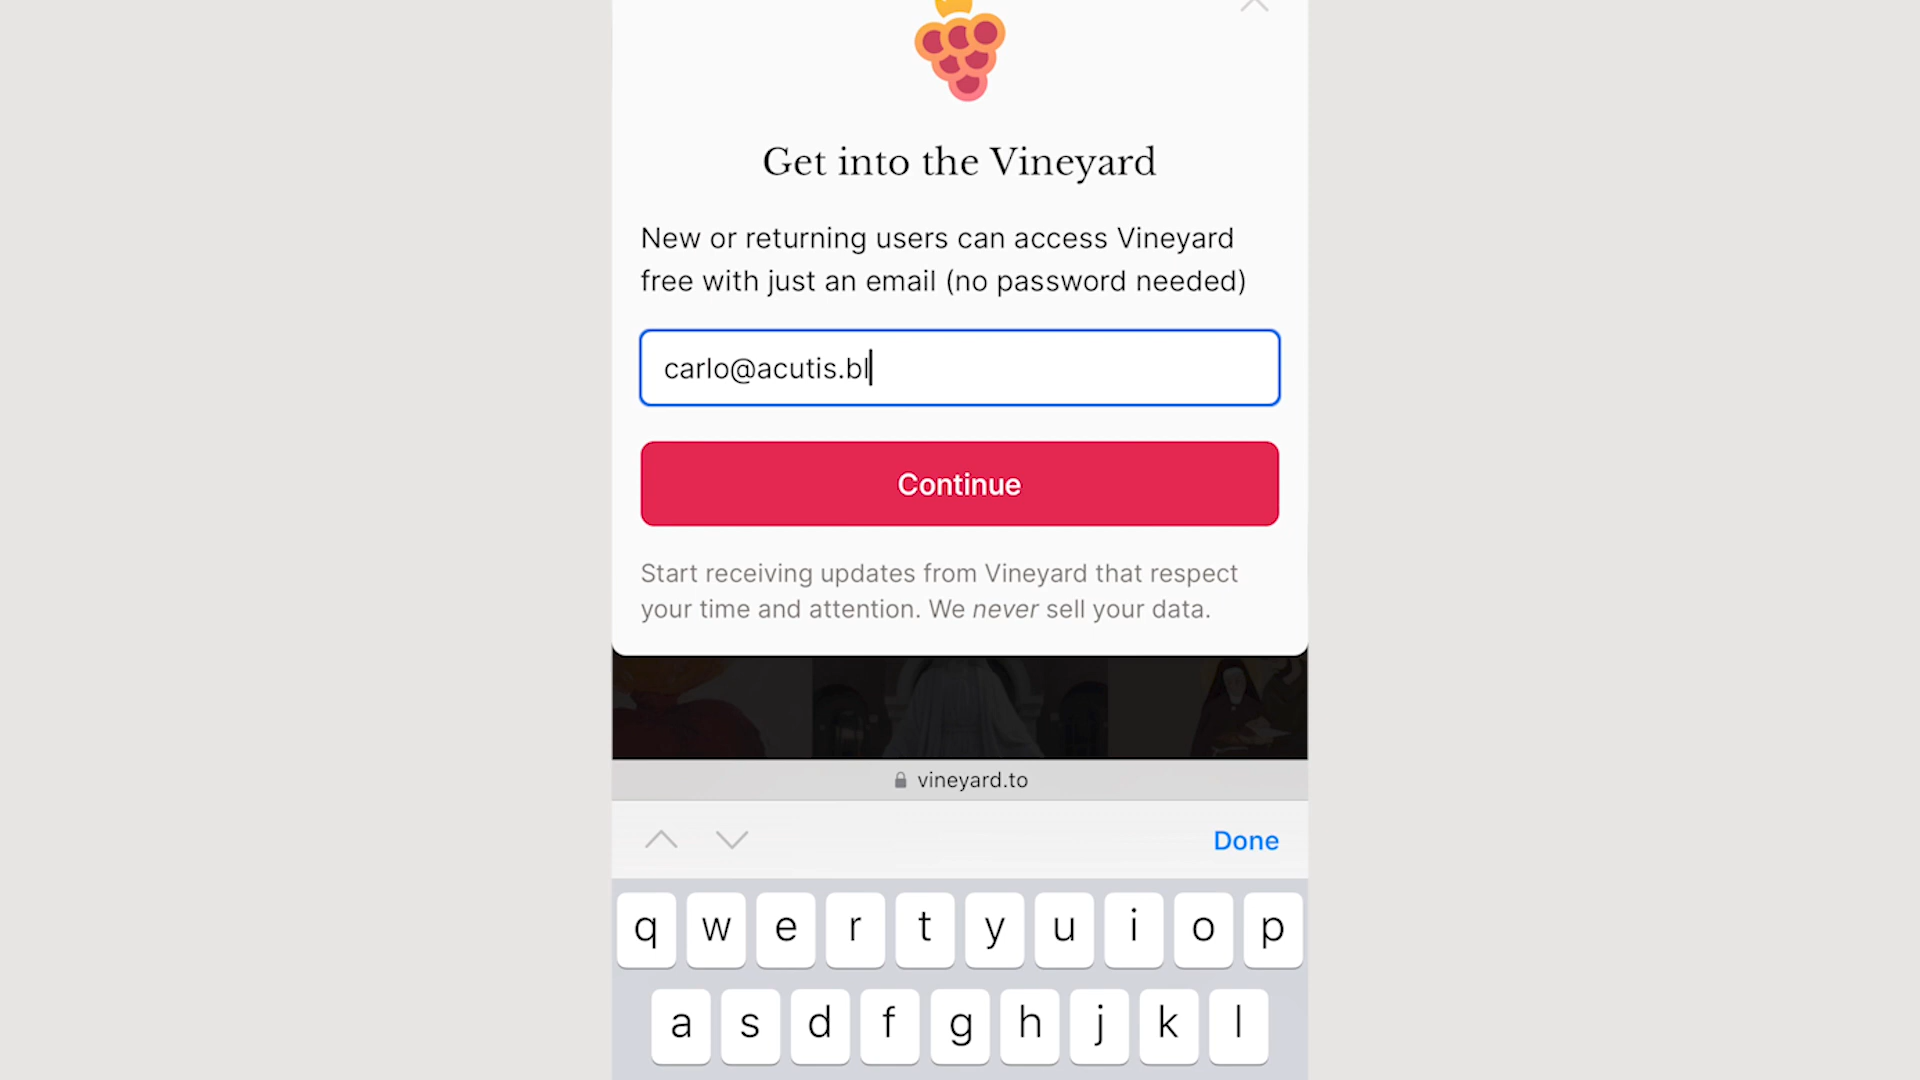 Get into the Vineyard
New or returning users can access Vineyard
free with just an email (no password needed)
carlo@acutis.bl
Continue
Start receiving updates from Vineyard that respect
your time and attention. We never sell your data.
vineyard.to
Done
q w e r t y u i o p
a s d f g h j k l